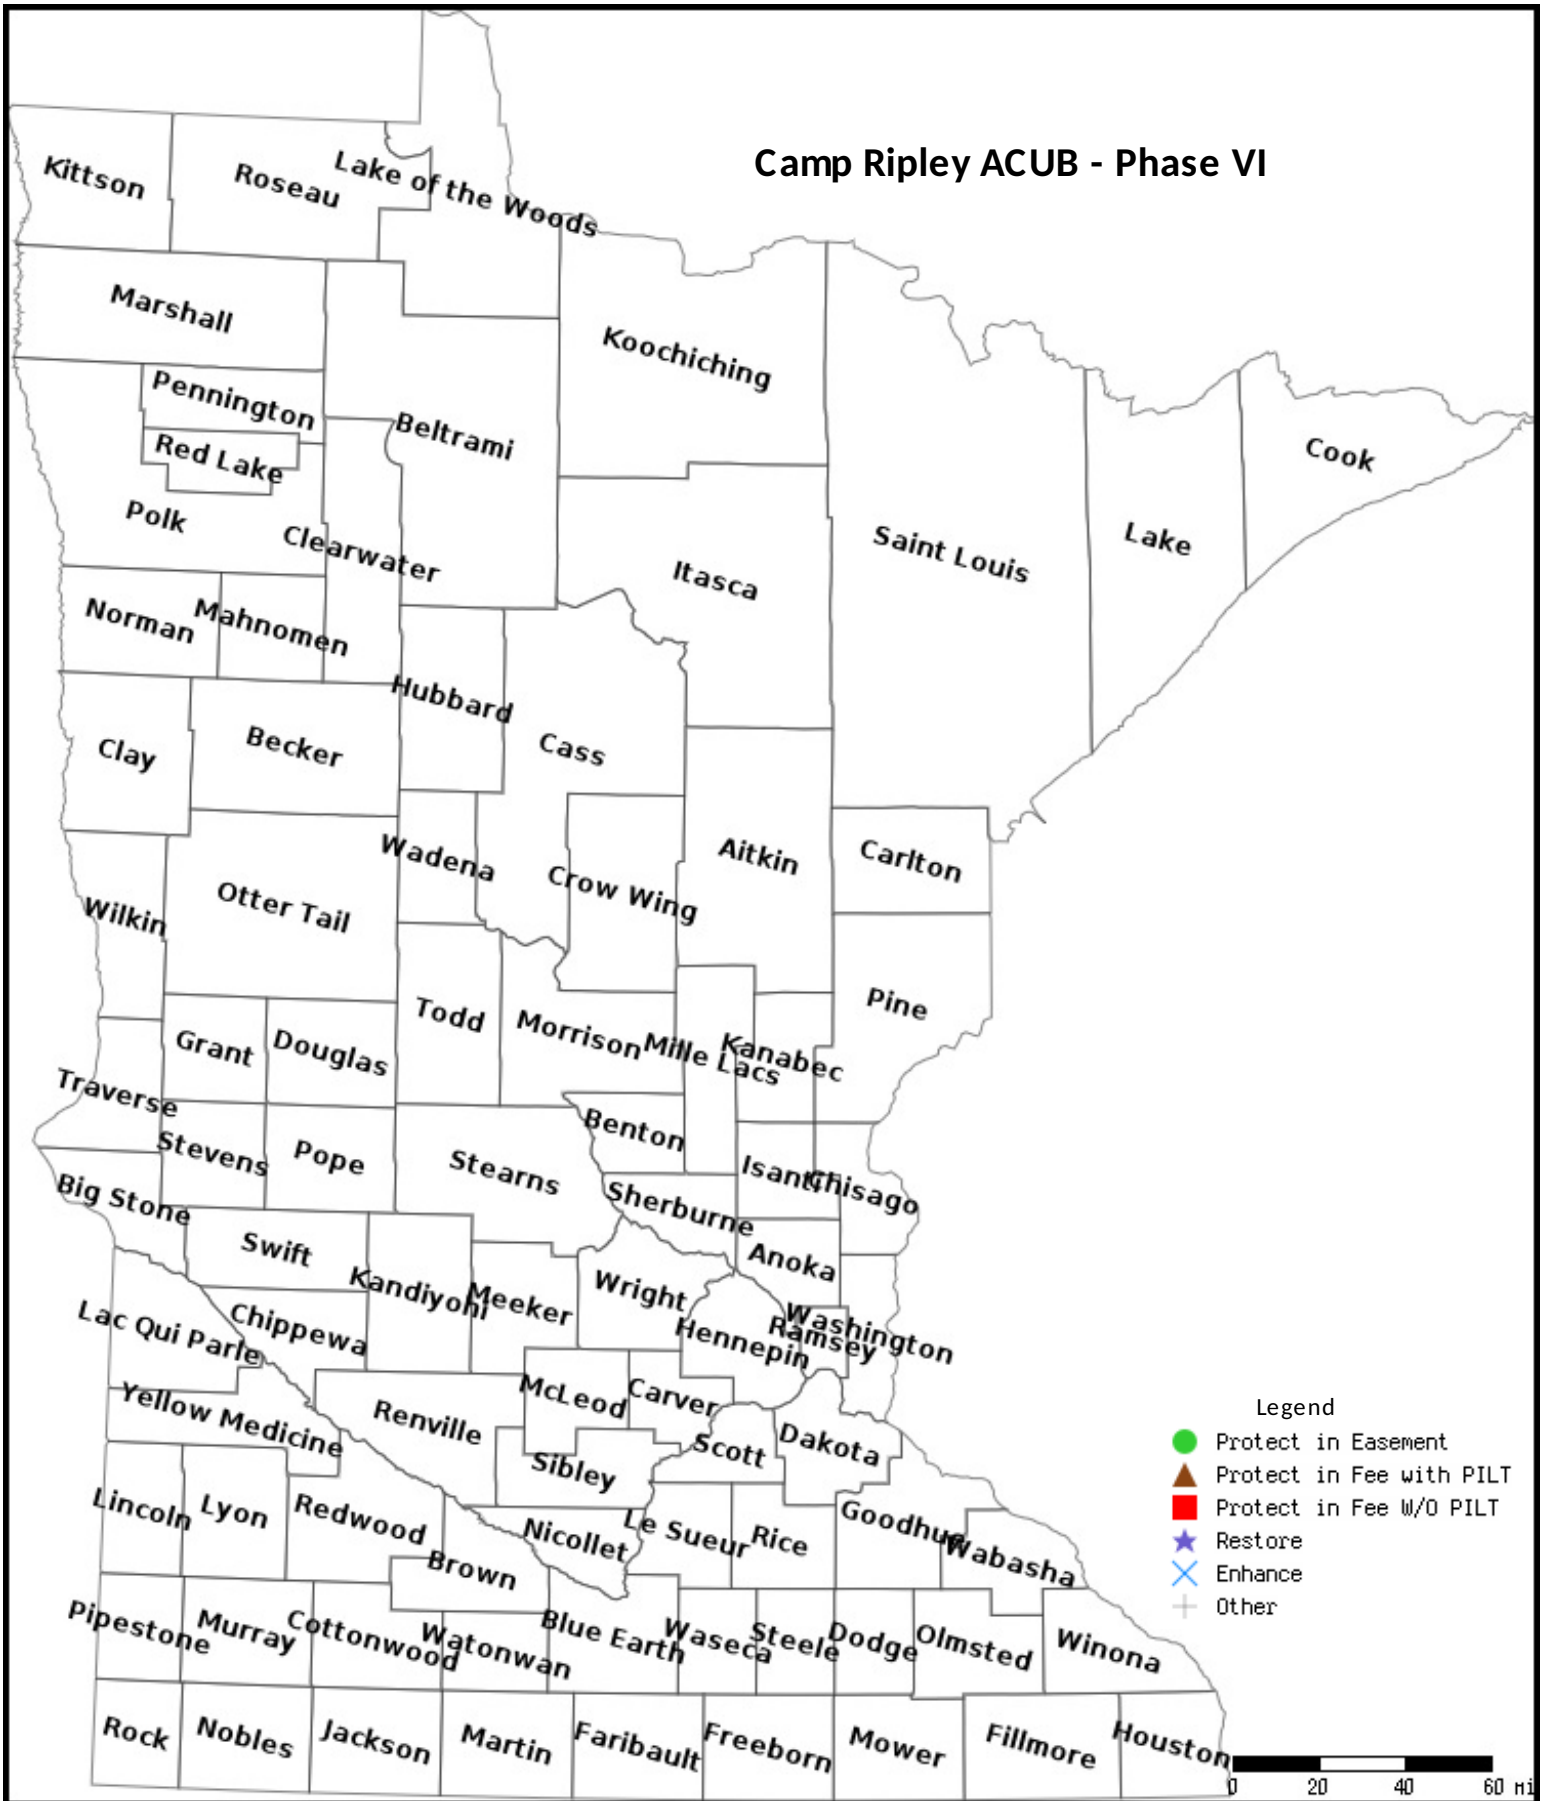 Camp Ripley ACUB - Phase VI
Kittson
Roseau
Lake of the Woods
Marshall
Koochiching
Pennington
Beltrami
Red Lake
Cook
Polk
Clearwater
Saint Louis
Lake
Itasca
Norman
Mahnomen
Hubbard
Clay
Becker
Cass
Wadena
Aitkin
Carlton
Crow Wing
Otter Tail
Wilkin
Pine
Todd
Morrison
Mille Lacs
Kanabec
Grant
Douglas
Traverse
Benton
Stevens
Pope
Stearns
Isanti
Chisago
Big Stone
Sherburne
Swift
Anoka
Kandiyohi
Meeker
Wright
Washington
Ramsey
Hennepin
Lac Qui Parle
Chippewa
McLeod
Carver
Yellow Medicine
Renville
Scott
Dakota
Sibley
Legend
Protect in Easement
Protect in Fee with PILT
Protect in Fee W/O PILT
Restore
Enhance
Other
Lincoln
Lyon
Redwood
Nicollet
Le Sueur
Rice
Goodhue
Wabasha
Brown
Pipestone
Murray
Cottonwood
Watonwan
Blue Earth
Waseca
Steele
Dodge
Olmsted
Winona
Rock
Nobles
Jackson
Martin
Faribault
Freeborn
Mower
Fillmore
Houston
0 20 40 60 Mi